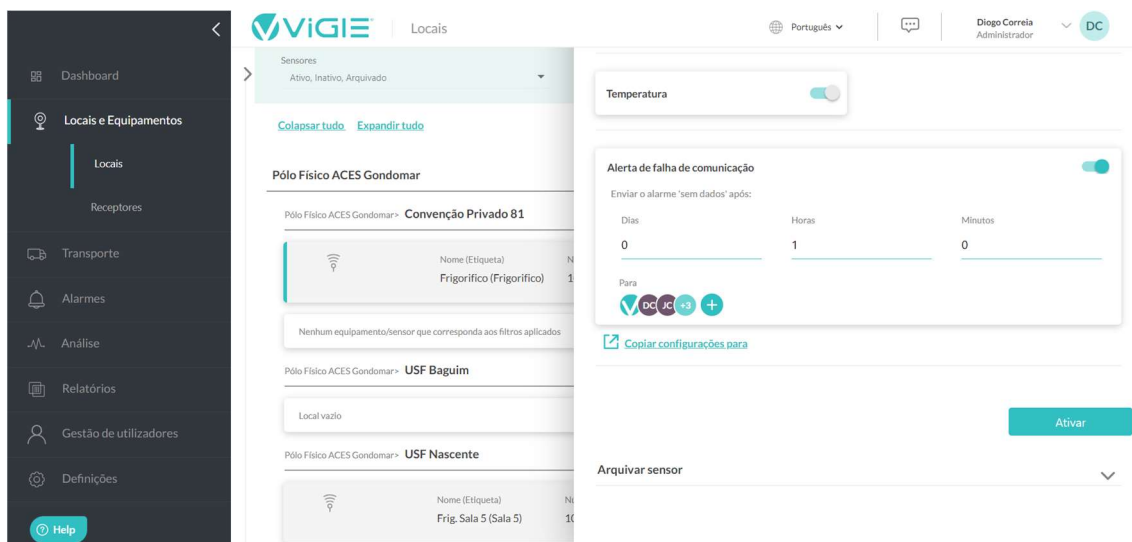 ViGIE
Locais
Português
Diogo Correia
Administrador
DC
Dashboard
Locais e Equipamentos
Locais
Receptores
Transporte
Alarmes
Análise
Relatórios
Gestão de utilizadores
Definições
Help
Sensores
Ativo, Inativo, Arquivado
Colapsar tudo Expandir tudo
Pólo Físico ACES Gondomar
Pólo Físico ACES Gondomar> Convenção Privado 81
Nome (Etiqueta) N
Frigorifico (Frigorifico) 1
Nenhum equipamento/sensor que corresponda aos filtros aplicados
Pólo Físico ACES Gondomar> USF Baguim
Local vazio
Pólo Físico ACES Gondomar> USF Nascente
Nome (Etiqueta) Nú
Frig. Sala 5 (Sala 5) 10
Temperatura
Alerta de falha de comunicação
Enviar o alarme 'sem dados' após:
Dias Horas Minutos
0 1 0
Para
DC JC +3 +
Copiar configurações para
Ativar
Arquivar sensor